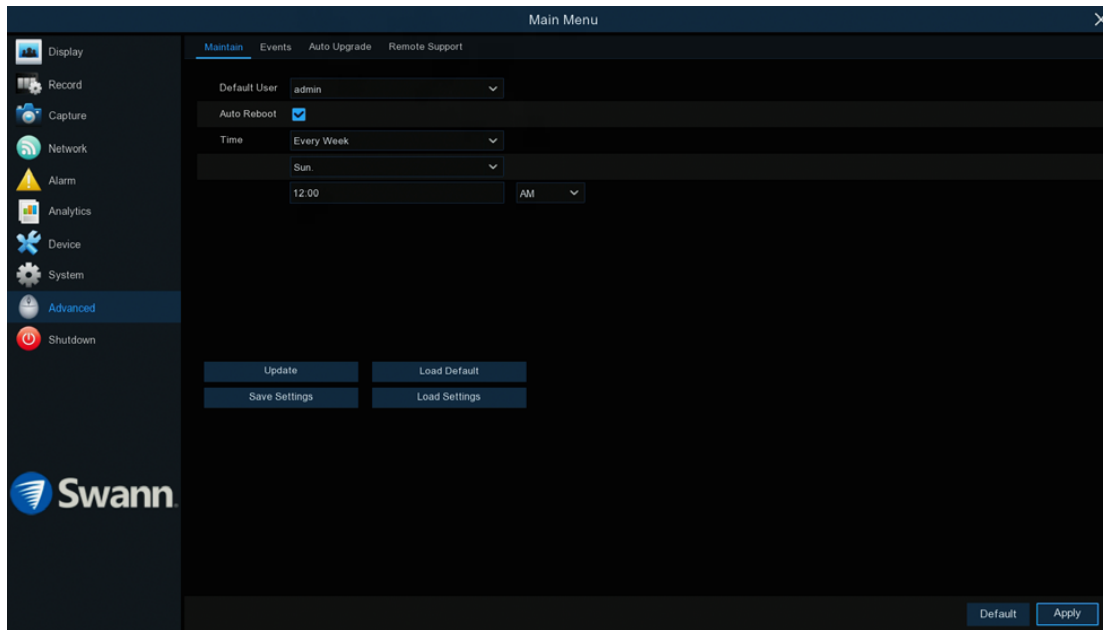 Main Menu
Display
Record
Capture
Network
Alarm
Analytics
Device
System
Advanced
Shutdown
Swann
Maintain Events Auto Upgrade Remote Support
Default User admin
Auto Reboot
Time Every Week
Sun.
12:00 AM
Update Load Default
Save Settings Load Settings
Default Apply